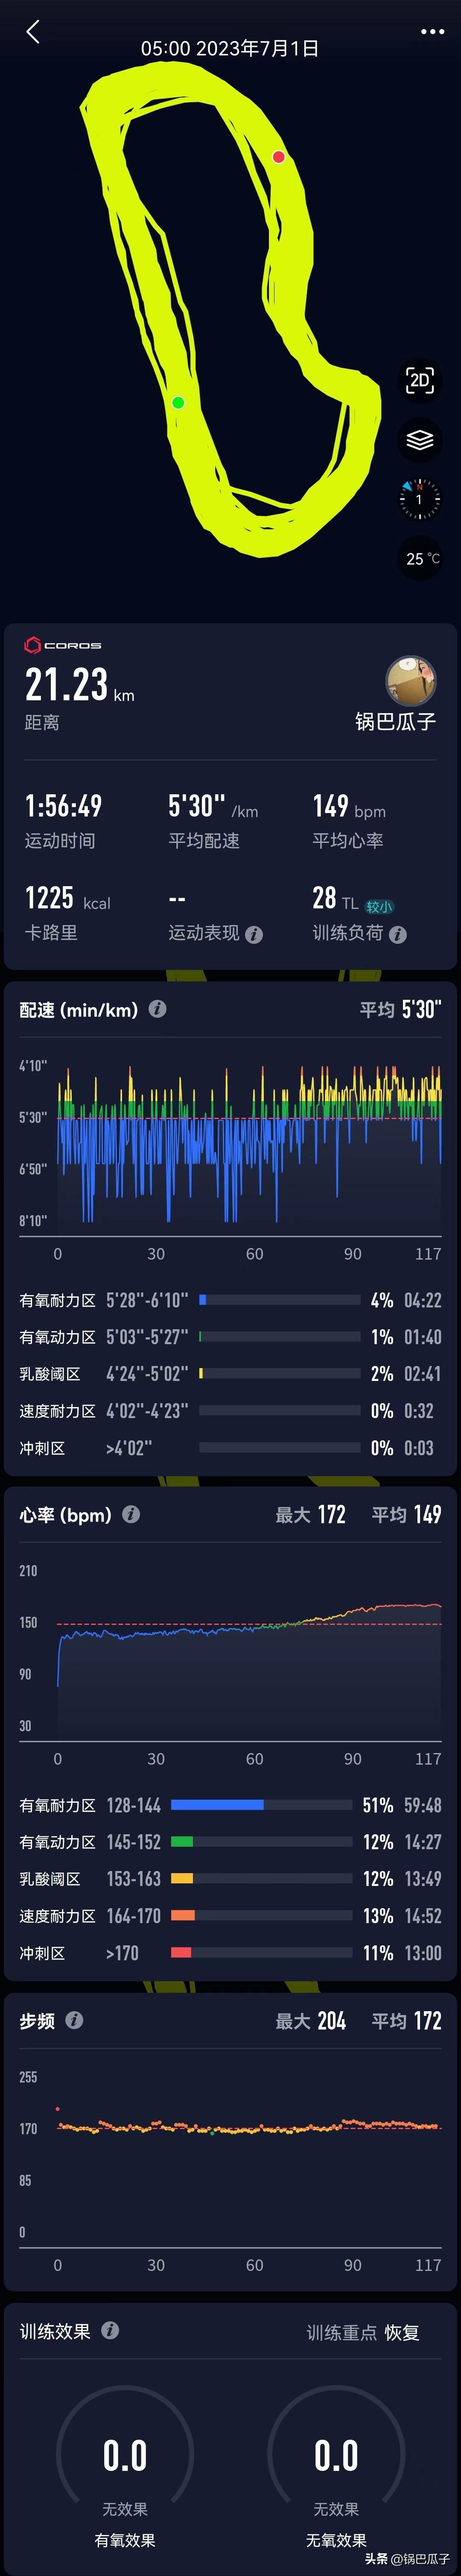 05:00 2023年7月1日
2D
N
1
25 °C
COROS
21.23 km
距离
锅巴瓜子
1:56:49 5'30" /km 149 bpm
运动时间 平均配速 平均心率
1225 kcal -- 28 TL 较小
卡路里 运动表现 i 训练负荷 i
配速 (min/km) i 平均 5'30"
4'10"
5'30"
6'50"
8'10"
0 30 60 90 117
有氧耐力区 5'28"-6'10" 4% 04:22
有氧动力区 5'03"-5'27" 1% 01:40
乳酸阈区 4'24"-5'02" 2% 02:41
速度耐力区 4'02"-4'23" 0% 0:32
冲刺区 >4'02" 0% 0:03
心率 (bpm) i 最大 172 平均 149
210
150
90
30
0 30 60 90 117
有氧耐力区 128-144 51% 59:48
有氧动力区 145-152 12% 14:27
乳酸阈区 153-163 12% 13:49
速度耐力区 164-170 13% 14:52
冲刺区 >170 11% 13:00
步频 i 最大 204 平均 172
255
170
85
0
0 30 60 90 117
训练效果 i 训练重点 恢复
0.0 0.0
无效果 无效果
有氧效果 无氧效果
头条 @锅巴瓜子